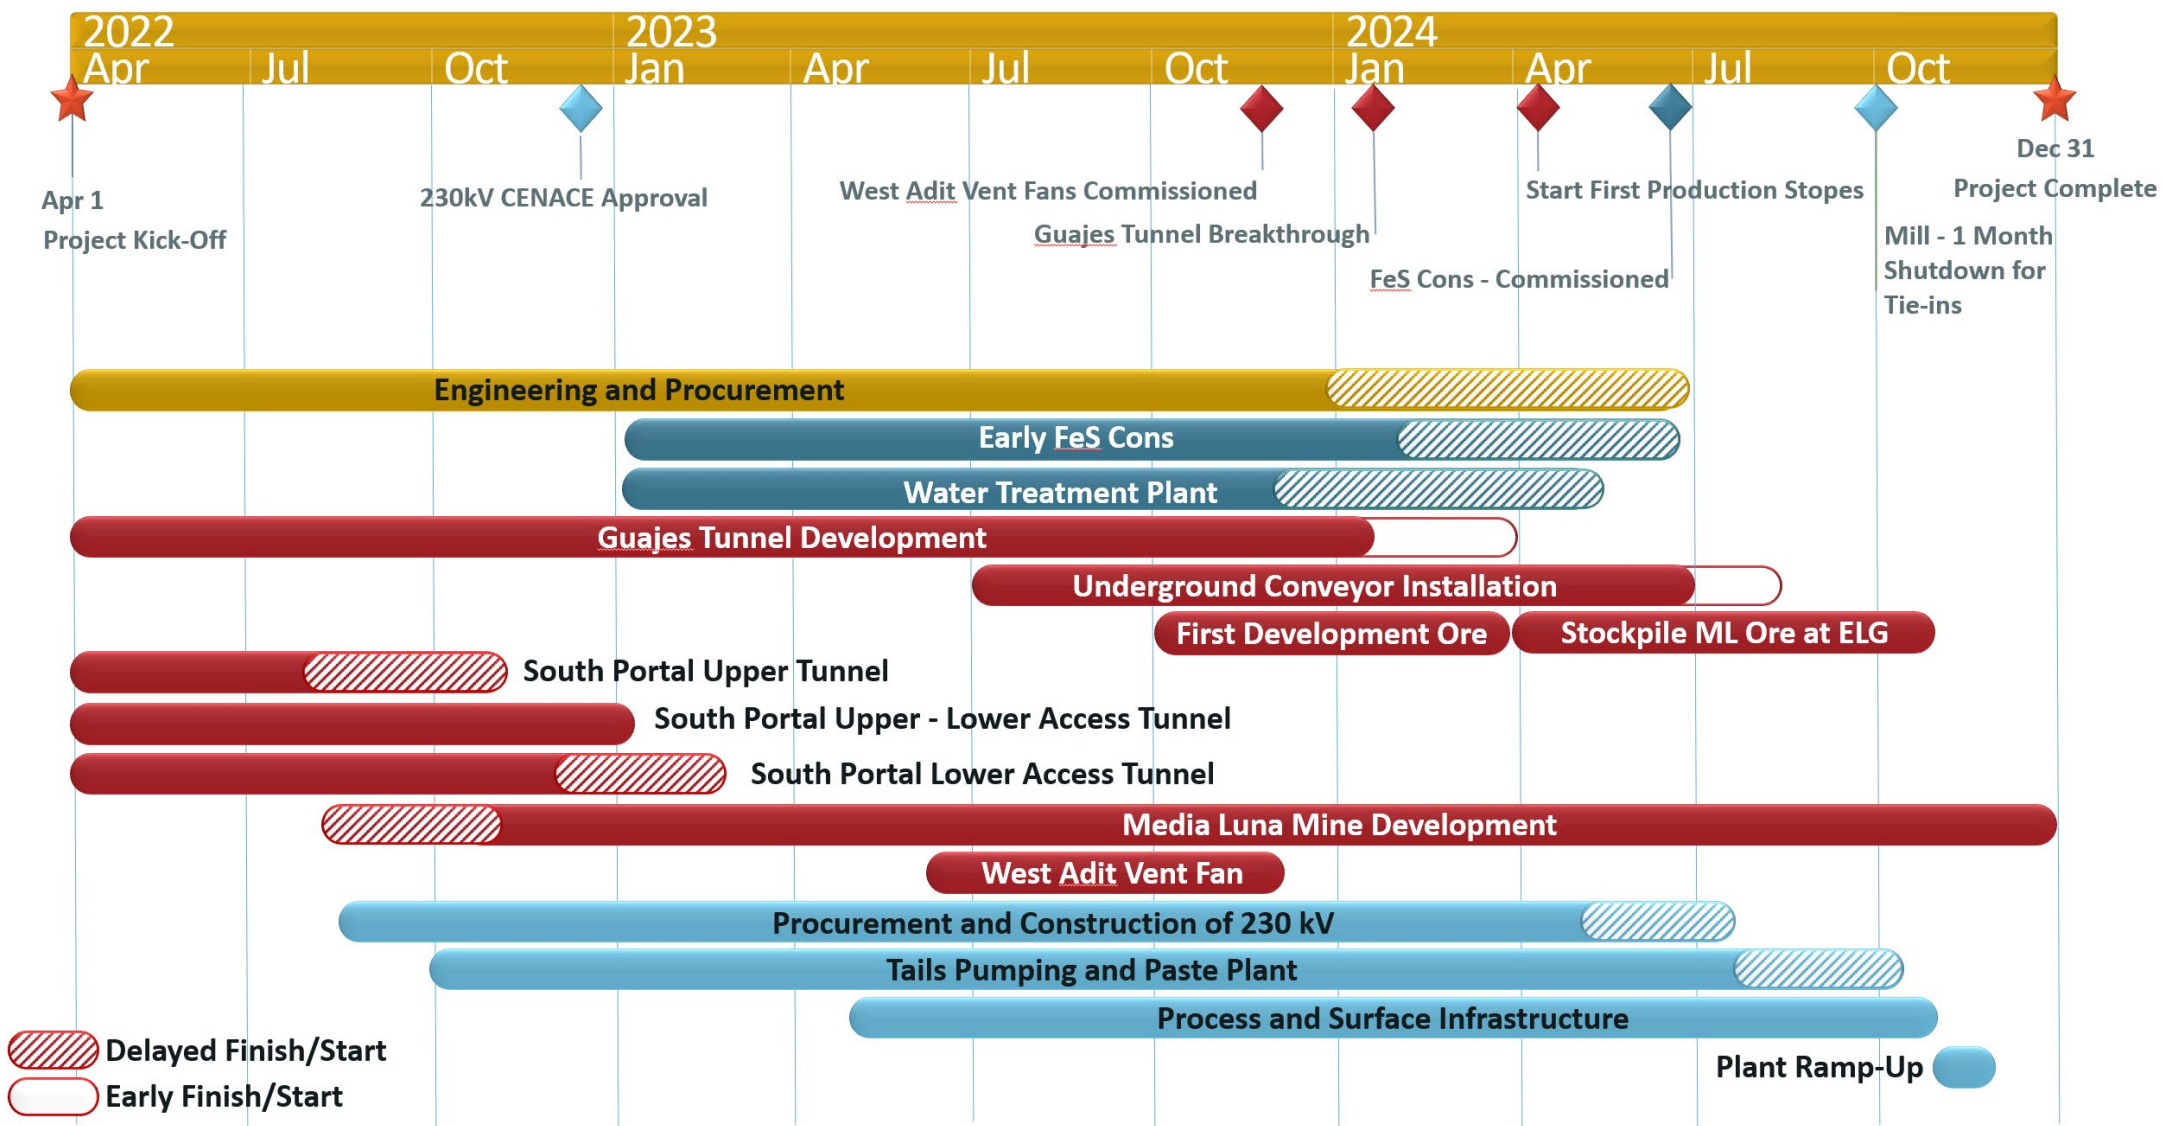 2022 2023 2024
Apr Jul Oct Jan Apr Jul Oct Jan Apr Jul Oct
Apr 1
Project Kick-Off
230kV CENACE Approval
West Adit Vent Fans Commissioned
Guajes Tunnel Breakthrough
Start First Production Stopes
FeS Cons - Commissioned
Mill - 1 Month
Shutdown for
Tie-ins
Dec 31
Project Complete
Engineering and Procurement
Early FeS Cons
Water Treatment Plant
Guajes Tunnel Development
Underground Conveyor Installation
First Development Ore
Stockpile ML Ore at ELG
South Portal Upper Tunnel
South Portal Upper - Lower Access Tunnel
South Portal Lower Access Tunnel
Media Luna Mine Development
West Adit Vent Fan
Procurement and Construction of 230 kV
Tails Pumping and Paste Plant
Process and Surface Infrastructure
Plant Ramp-Up
Delayed Finish/Start
Early Finish/Start